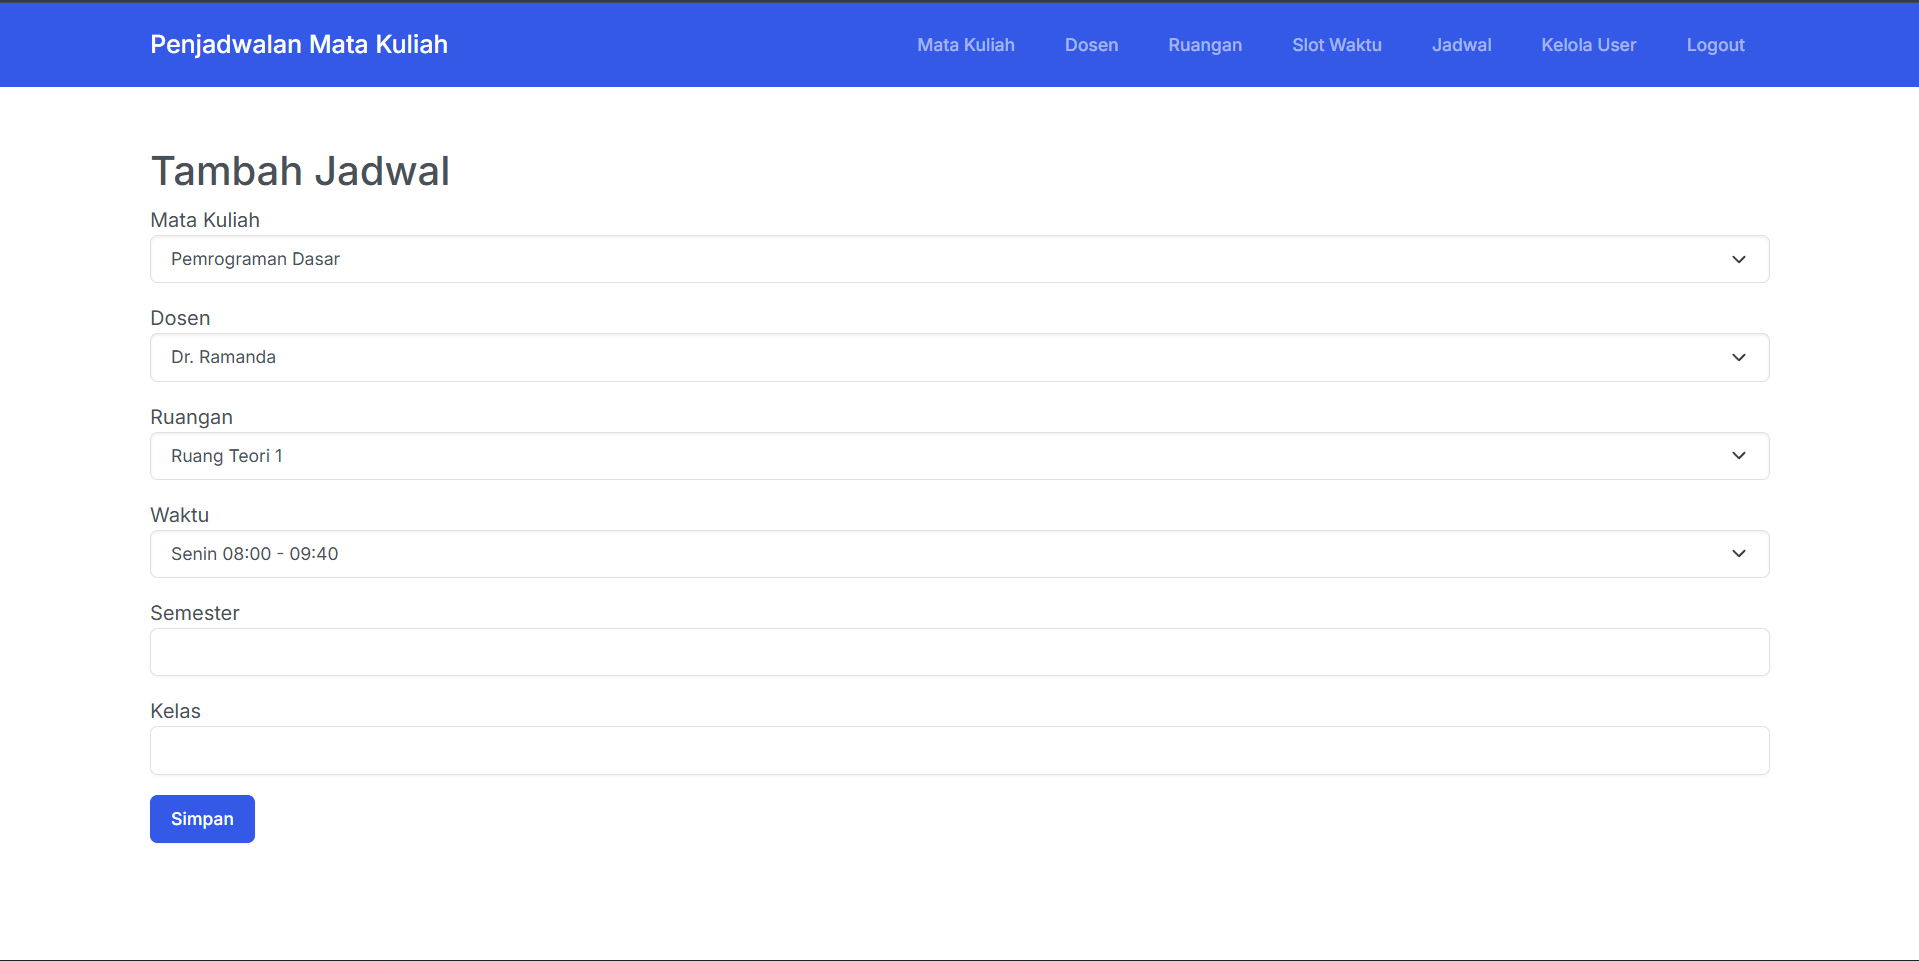 Penjadwalan Mata Kuliah Mata Kuliah Dosen Ruangan Slot Waktu Jadwal Kelola User Logout
Tambah Jadwal
Mata Kuliah
Pemrograman Dasar
Dosen
Dr. Ramanda
Ruangan
Ruang Teori 1
Waktu
Senin 08:00 - 09:40
Semester
Kelas
Simpan